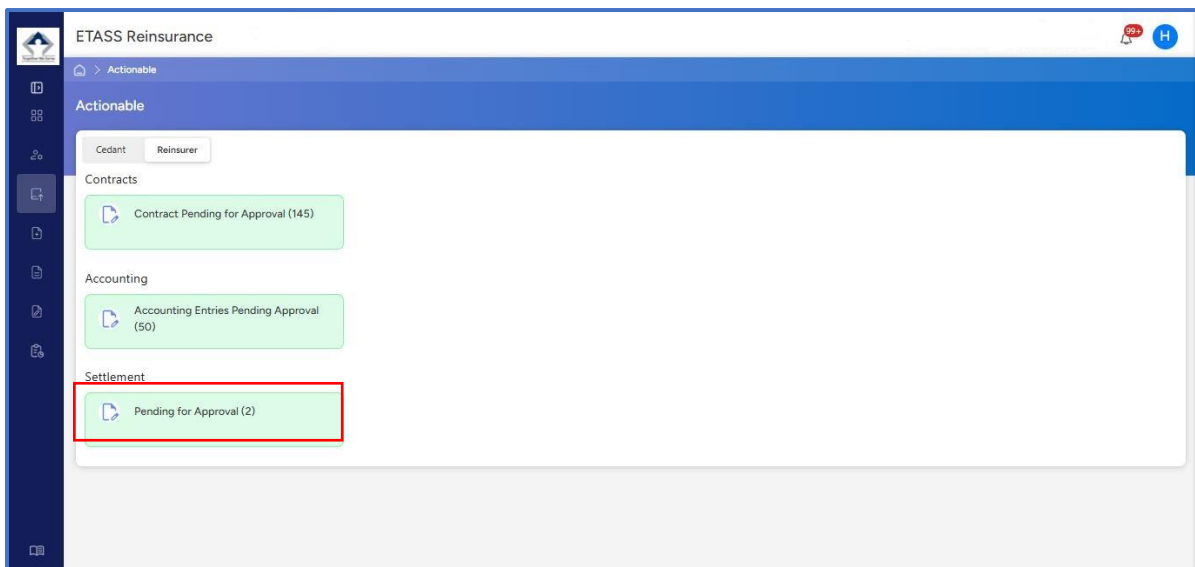 ETASS Reinsurance
99+
H
> Actionable
Actionable
Cedant Reinsurer
Contracts
Contract Pending for Approval (145)
Accounting
Accounting Entries Pending Approval
(50)
Settlement
Pending for Approval (2)